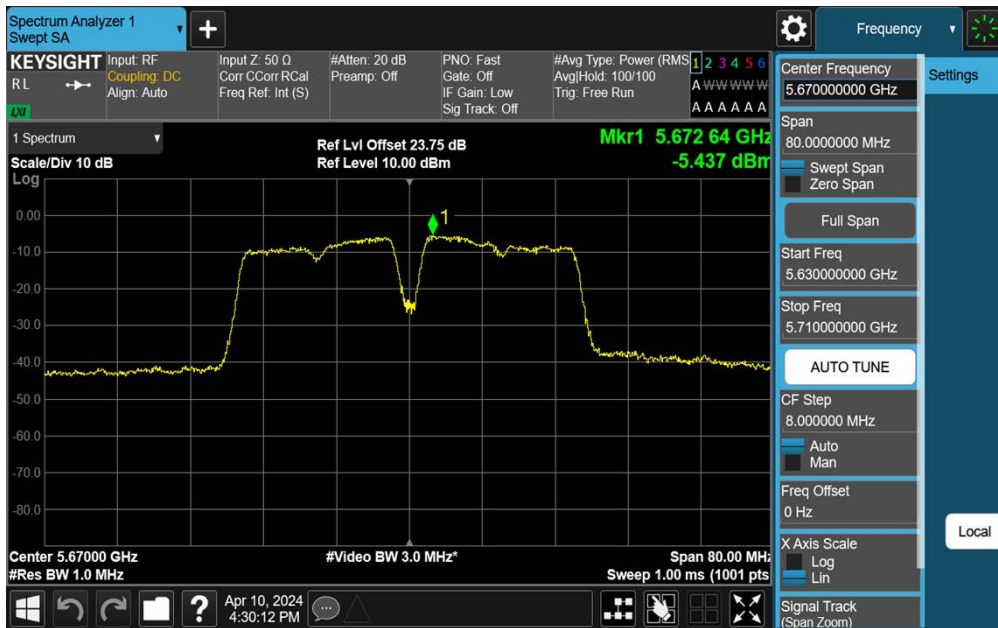 Spectrum Analyzer 1
Swept SA
+
Frequency
KEYSIGHT
R L
LXI
Input: RF
Coupling: DC
Align: Auto
Input Z: 50 Ω
Corr CCorr RCal
Freq Ref: Int (S)
#Atten: 20 dB
Preamp: Off
PNO: Fast
Gate: Off
IF Gain: Low
Sig Track: Off
#Avg Type: Power (RMS
Avg|Hold: 100/100
Trig: Free Run
1 2 3 4 5 6
A W W W W W
A A A A A A
1 Spectrum
Scale/Div 10 dB
Log
Ref Lvl Offset 23.75 dB
Ref Level 10.00 dBm
Mkr1 5.672 64 GHz
-5.437 dBm
1
0.00
-10.0
-20.0
-30.0
-40.0
-50.0
-60.0
-70.0
-80.0
Center 5.67000 GHz
#Res BW 1.0 MHz
#Video BW 3.0 MHz*
Span 80.00 MHz
Sweep 1.00 ms (1001 pts
Center Frequency
5.670000000 GHz
Settings
Span
80.0000000 MHz
Swept Span
Zero Span
Full Span
Start Freq
5.630000000 GHz
Stop Freq
5.710000000 GHz
AUTO TUNE
CF Step
8.000000 MHz
Auto
Man
Freq Offset
0 Hz
Local
X Axis Scale
Log
Lin
Signal Track
(Span Zoom)
?
Apr 10, 2024
4:30:12 PM